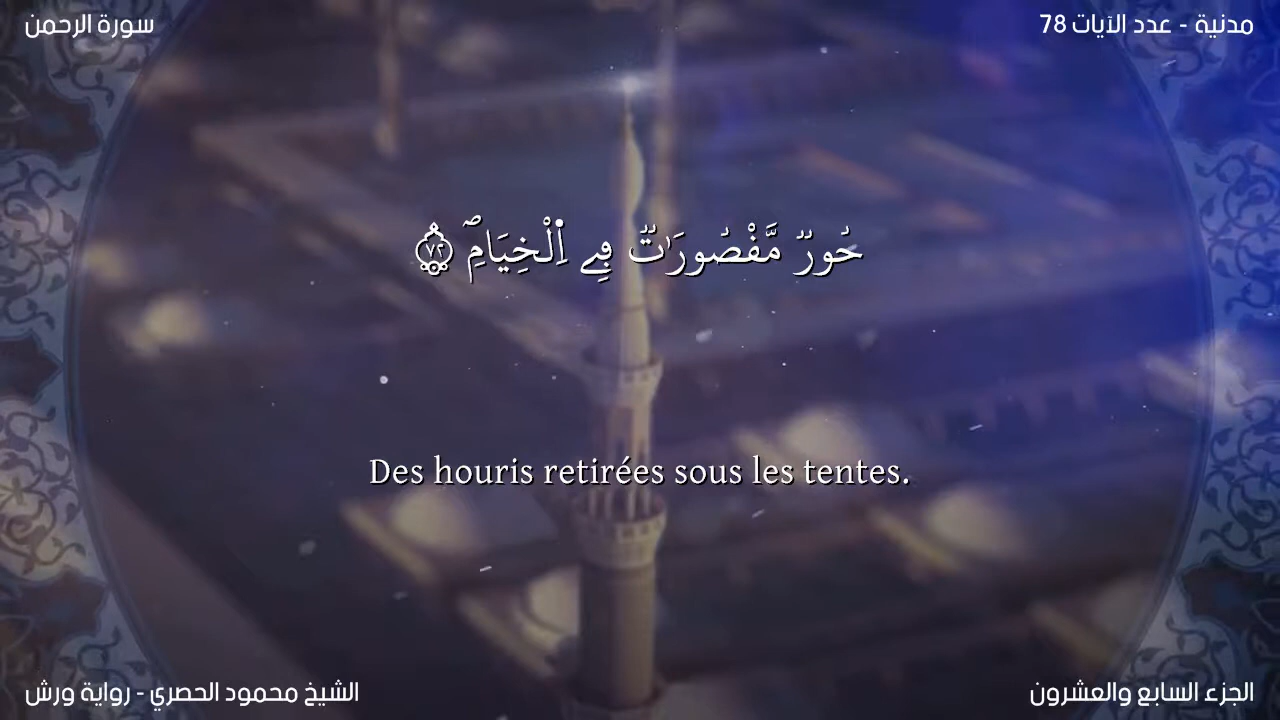 مدنية - عدد الآيات 78
سورة الرحمن
حُورٞ مَّقْصُورَٰتٞ فِے اِ۬لْخِيَامِۖ ٧٢
Des houris retirées sous les tentes.
الجزء السابع والعشرون
الشيخ محمود الحصري - رواية ورش